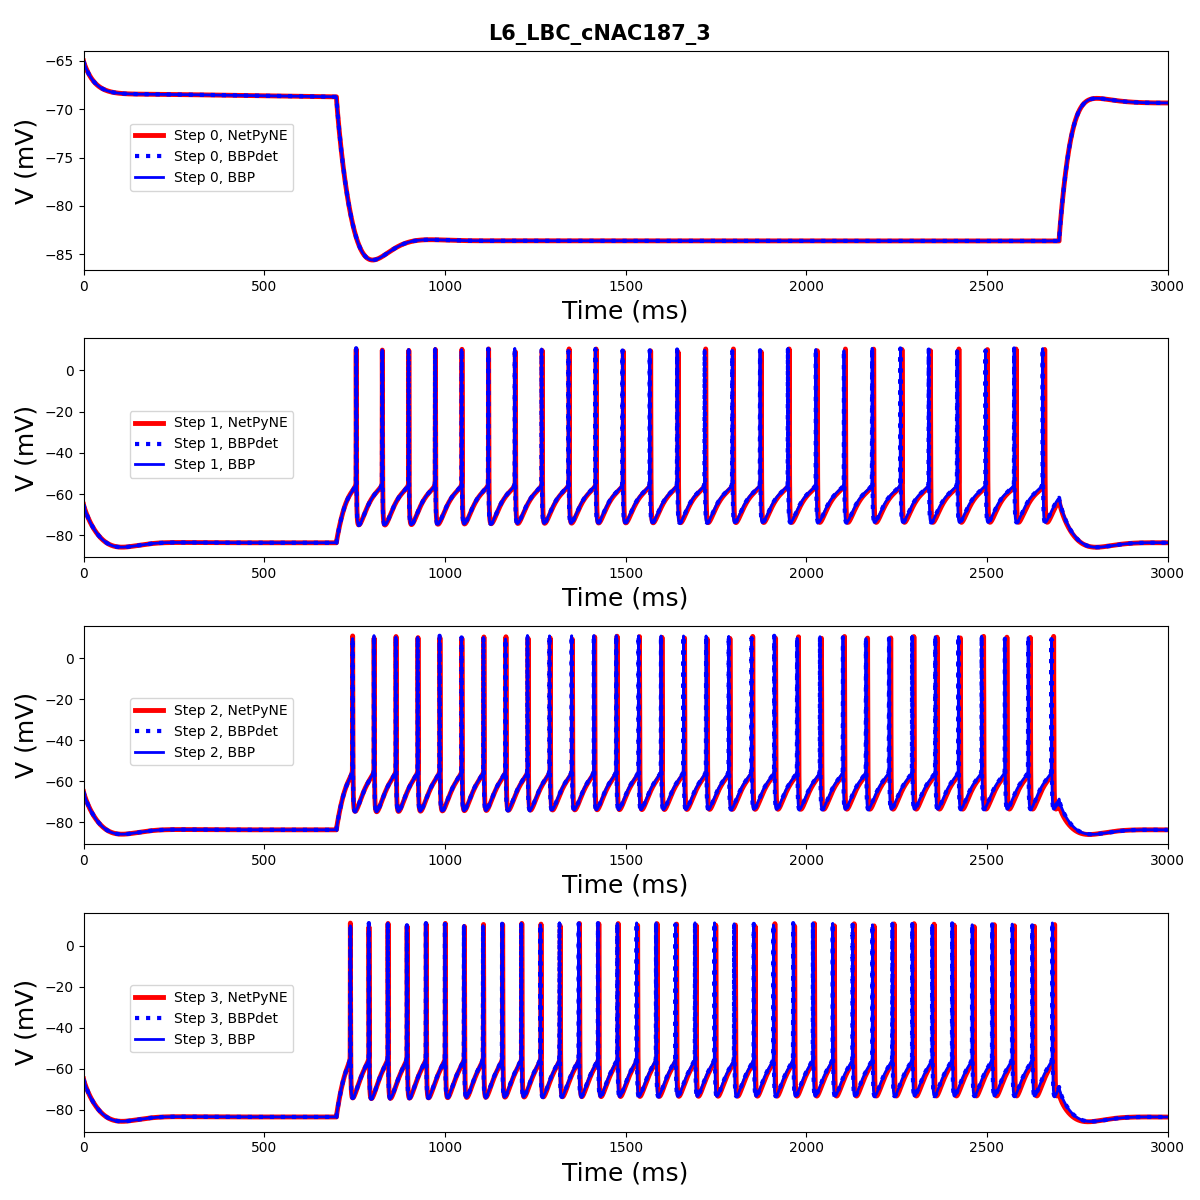 L6_LBC_cNAC187_3
−65
−70
−75
−80
−85
V (mV)
Step 0, NetPyNE
Step 0, BBPdet
Step 0, BBP
0 500 1000 1500 2000 2500 3000
Time (ms)
0
−20
−40
−60
−80
V (mV)
Step 1, NetPyNE
Step 1, BBPdet
Step 1, BBP
0 500 1000 1500 2000 2500 3000
Time (ms)
0
−20
−40
−60
−80
V (mV)
Step 2, NetPyNE
Step 2, BBPdet
Step 2, BBP
0 500 1000 1500 2000 2500 3000
Time (ms)
0
−20
−40
−60
−80
V (mV)
Step 3, NetPyNE
Step 3, BBPdet
Step 3, BBP
0 500 1000 1500 2000 2500 3000
Time (ms)